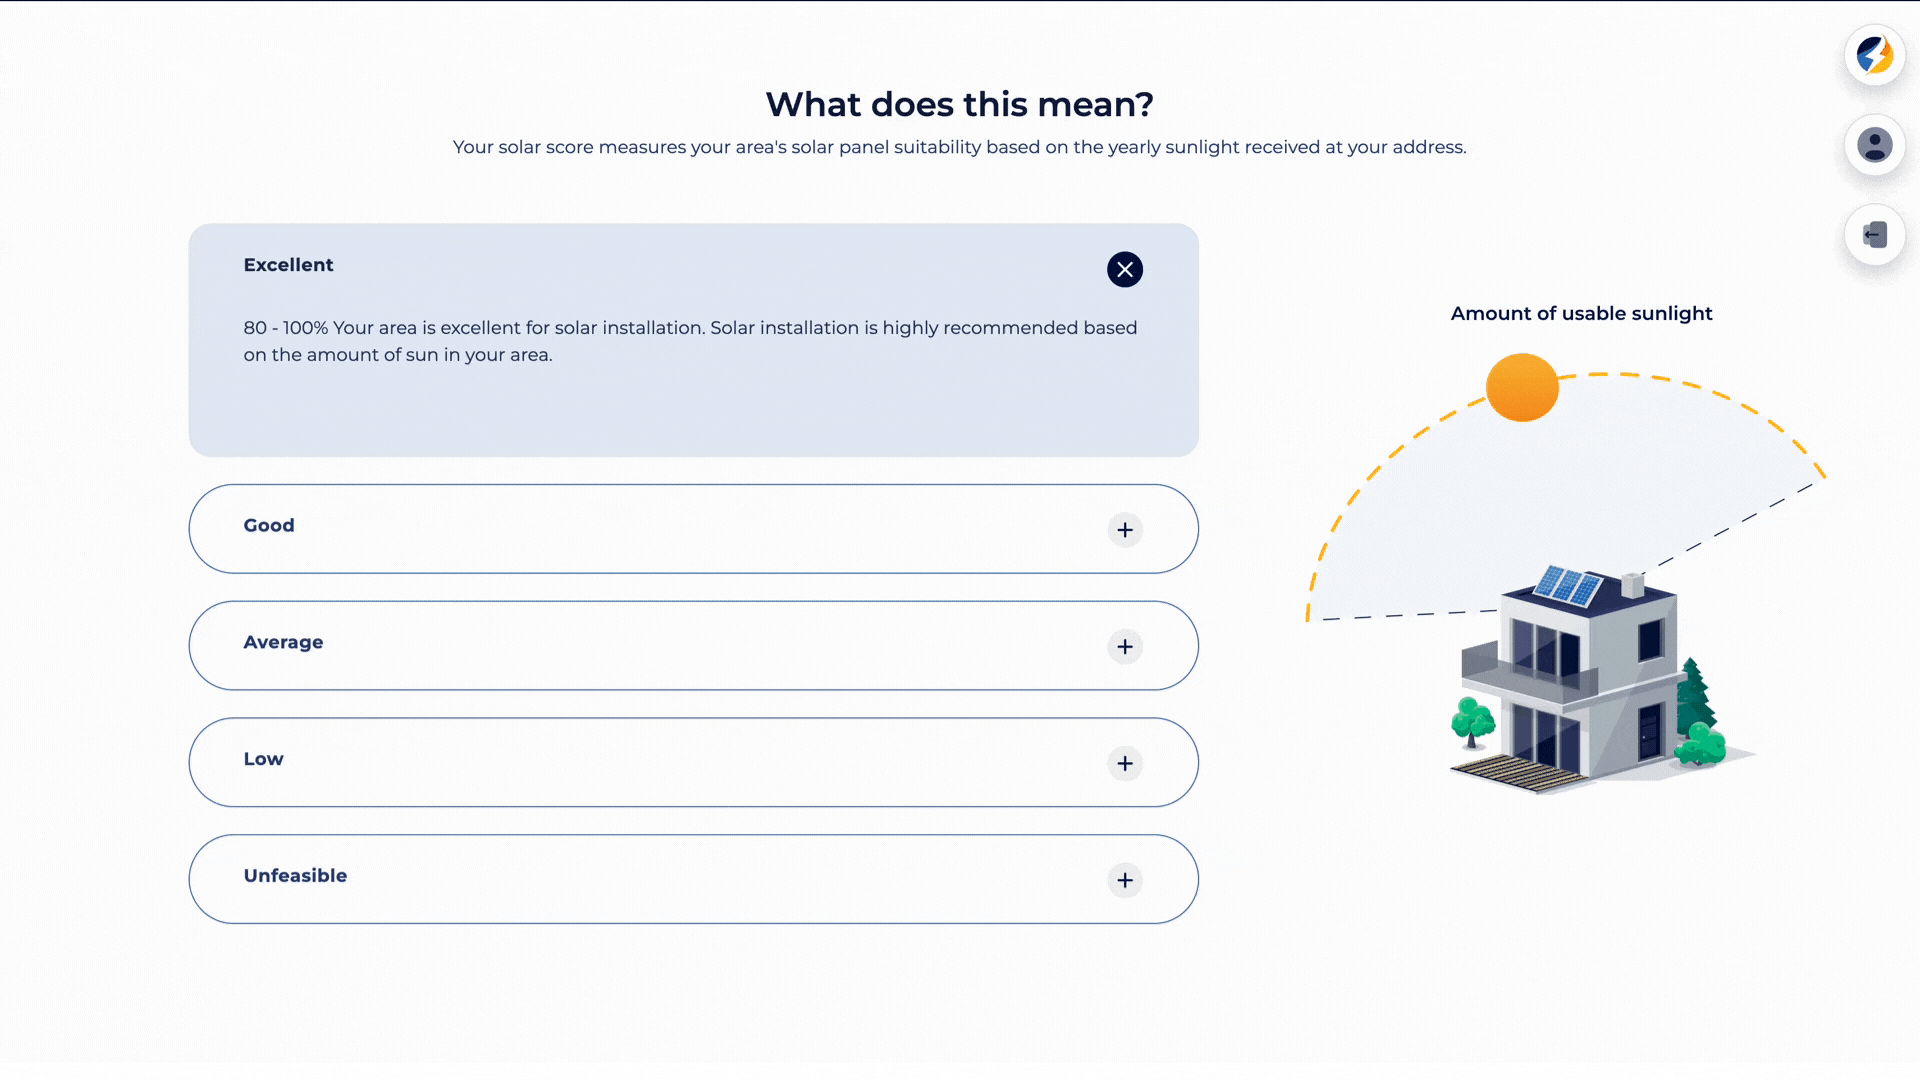 What does this mean?
Your solar score measures your area's solar panel suitability based on the yearly sunlight received at your address.
Excellent
80 - 100% Your area is excellent for solar installation. Solar installation is highly recommended based
on the amount of sun in your area.
Good
Average
Low
Unfeasible
Amount of usable sunlight